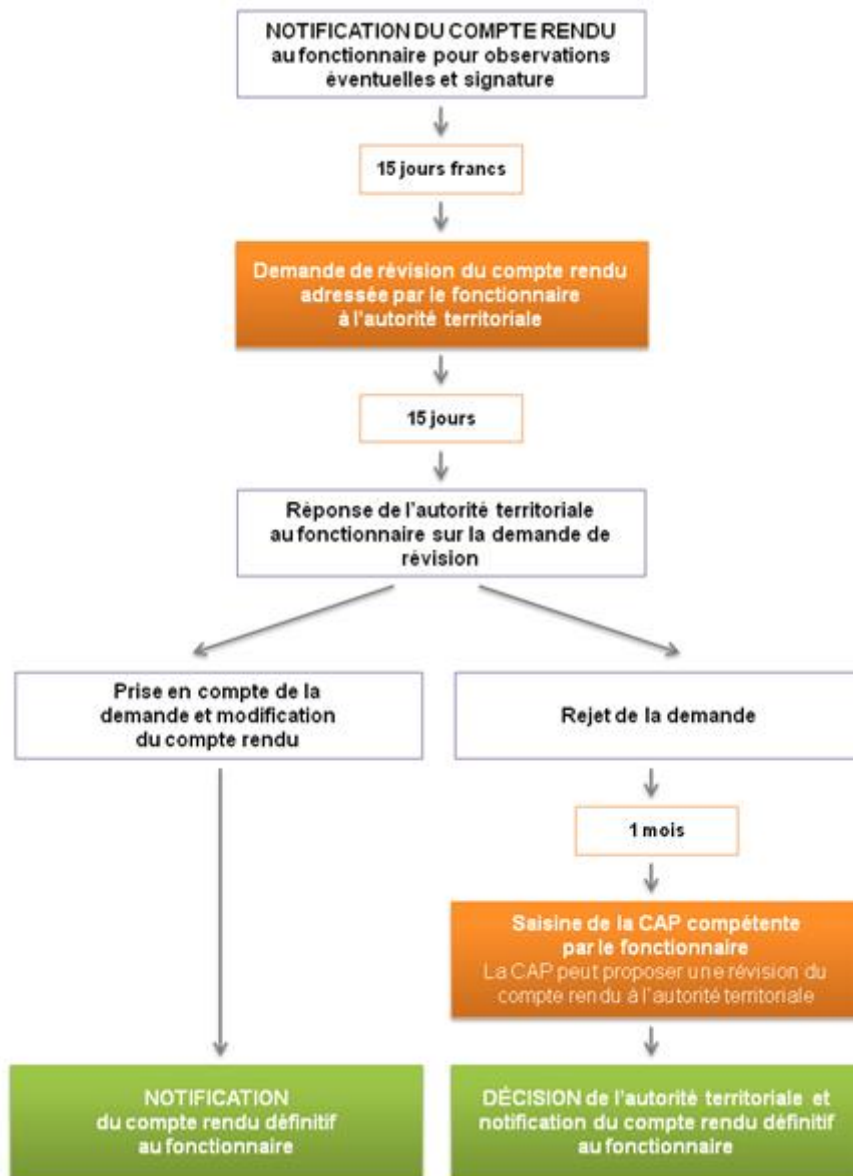 NOTIFICATION DU COMPTE RENDU
au fonctionnaire pour observations
éventuelles et signature
15 jours francs
Demande de révision du compte rendu
adressée par le fonctionnaire
à l'autorité territoriale
15 jours
Réponse de l'autorité territoriale
au fonctionnaire sur la demande de
révision
Prise en compte de la
demande et modification
du compte rendu
Rejet de la demande
1 mois
Saisine de la CAP compétente
par le fonctionnaire
La CAP peut proposer une révision du
compte rendu à l'autorité territoriale
NOTIFICATION
du compte rendu définitif
au fonctionnaire
DÉCISION de l'autorité territoriale et
notification du compte rendu définitif
au fonctionnaire